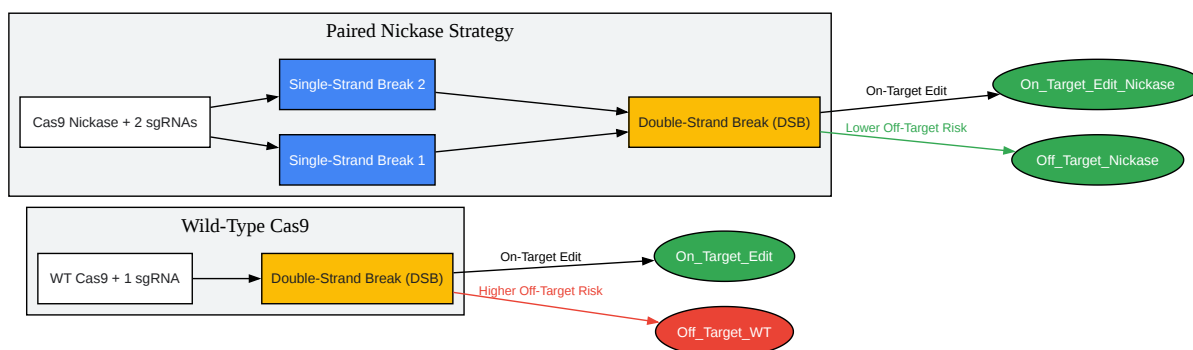 Paired Nickase Strategy
Cas9 Nickase + 2 sgRNAs
Single-Strand Break 2
Single-Strand Break 1
Double-Strand Break (DSB)
On-Target Edit
On_Target_Edit_Nickase
Lower Off-Target Risk
Off_Target_Nickase
Wild-Type Cas9
WT Cas9 + 1 sgRNA
Double-Strand Break (DSB)
On-Target Edit
On_Target_Edit
Higher Off-Target Risk
Off_Target_WT